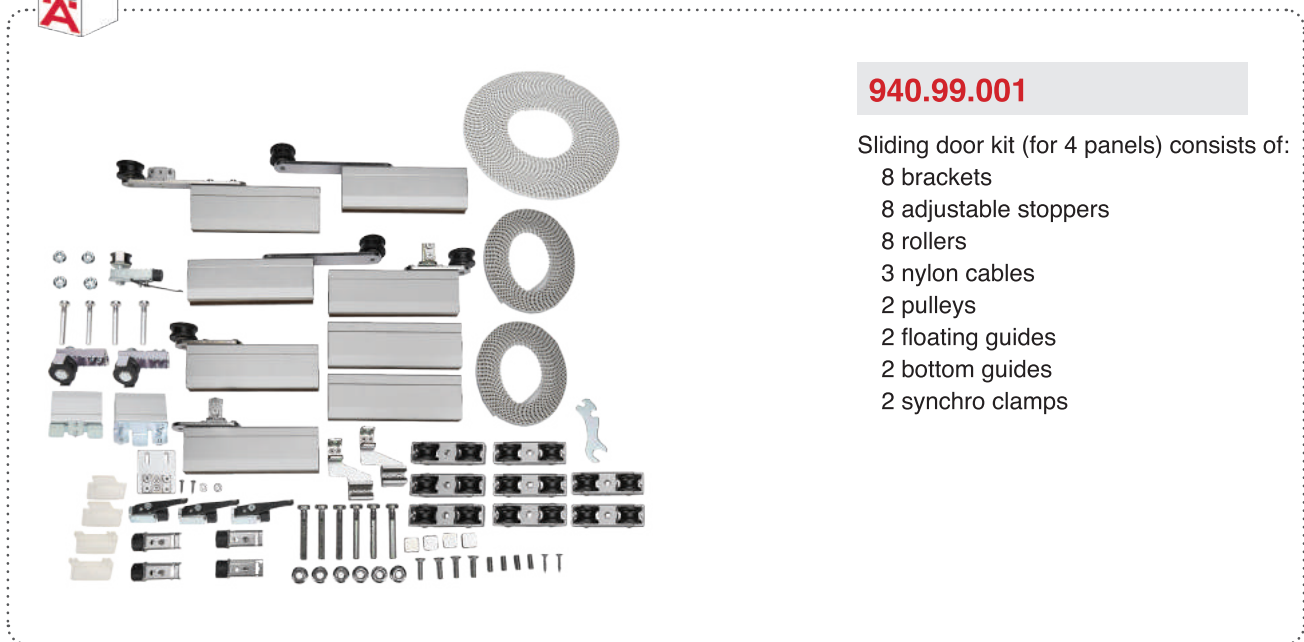 940.99.001
Sliding door kit (for 4 panels) consists of:
8 brackets
8 adjustable stoppers
8 rollers
3 nylon cables
2 pulleys
2 floating guides
2 bottom guides
2 synchro clamps